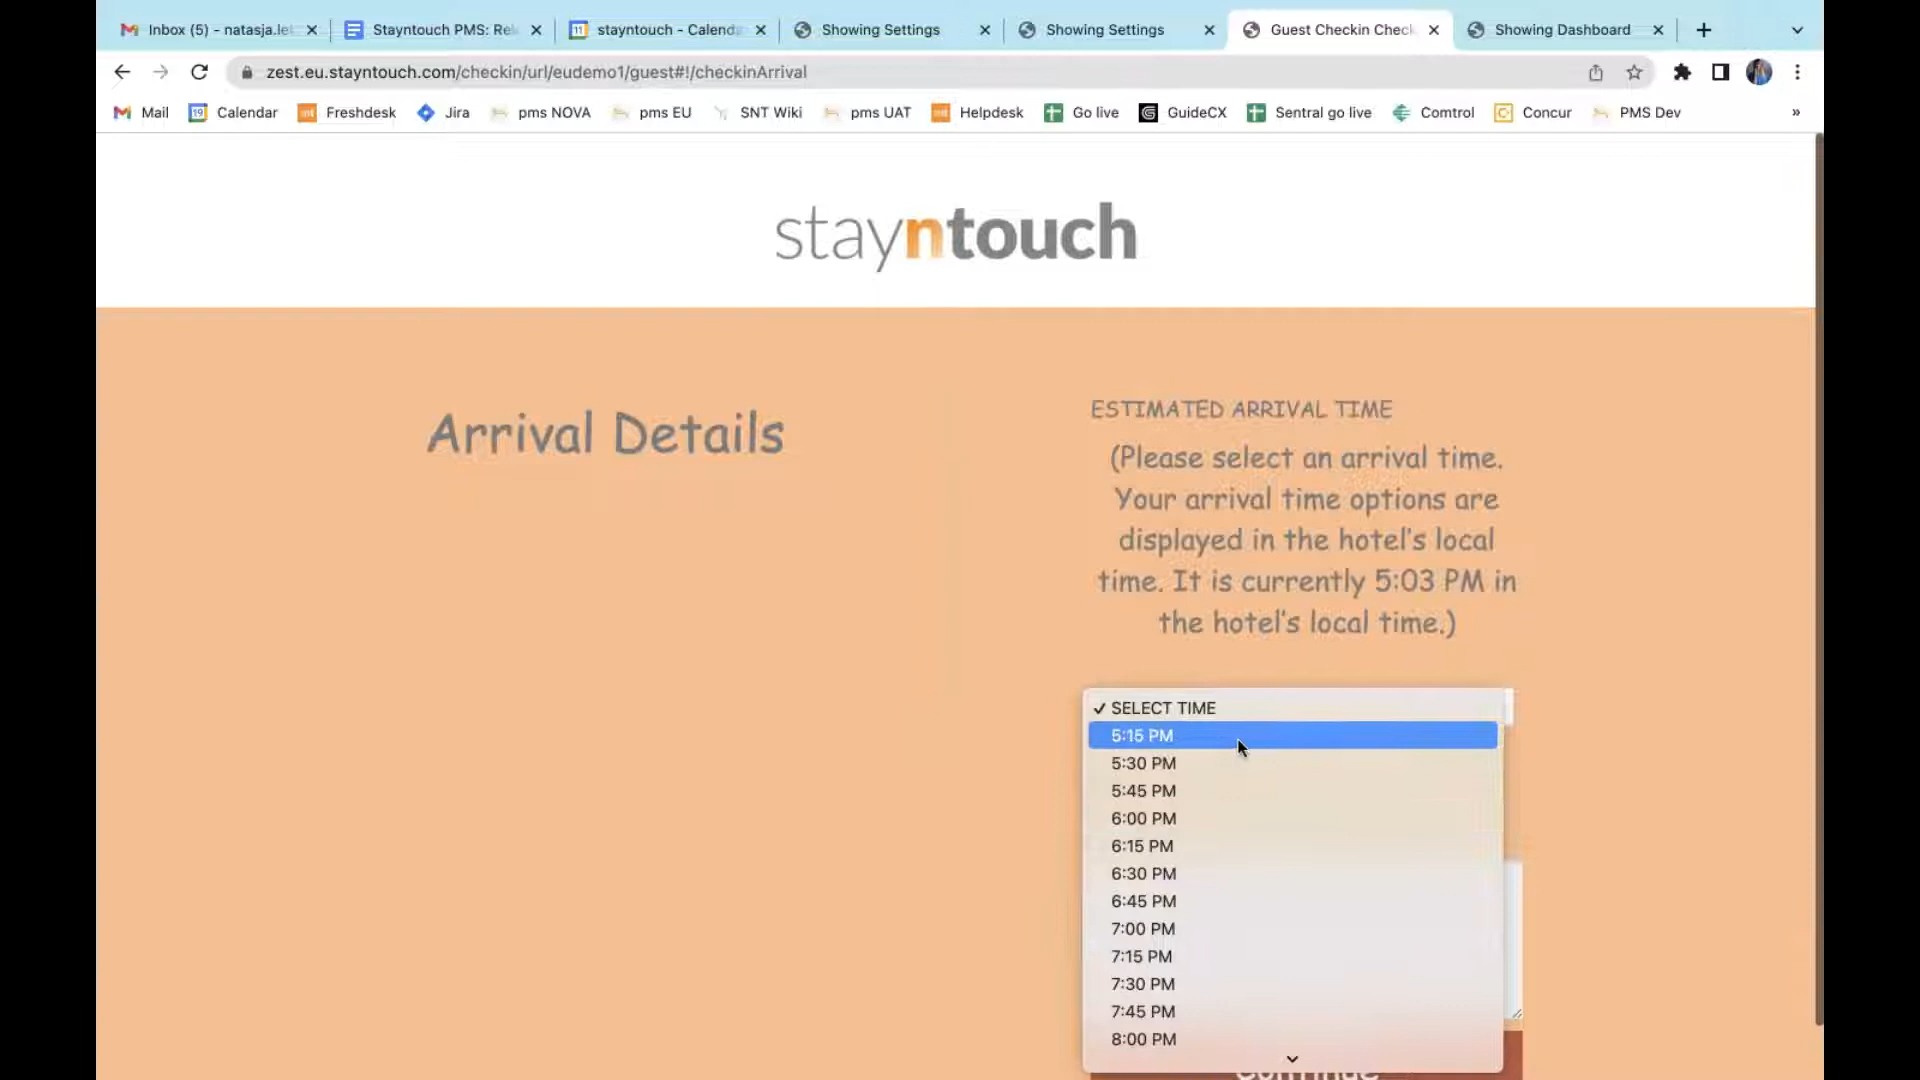 Inbox (5) - natasja.let
Stayntouch PMS: Rel
stayntouch - Calenda
Showing Settings
Showing Settings
Guest Checkin Check
Showing Dashboard
zest.eu.stayntouch.com/checkin/url/eudemo1/guest#!/checkinArrival
Mail
Calendar
Freshdesk
Jira
pms NOVA
pms EU
SNT Wiki
pms UAT
Helpdesk
Go live
GuideCX
Sentral go live
Comtrol
Concur
PMS Dev
»
stayntouch
Arrival Details
ESTIMATED ARRIVAL TIME
(Please select an arrival time.
Your arrival time options are
displayed in the hotel's local
time. It is currently 5:03 PM in
the hotel's local time.)
✓ SELECT TIME
5:15 PM
5:30 PM
5:45 PM
6:00 PM
6:15 PM
6:30 PM
6:45 PM
7:00 PM
7:15 PM
7:30 PM
7:45 PM
8:00 PM